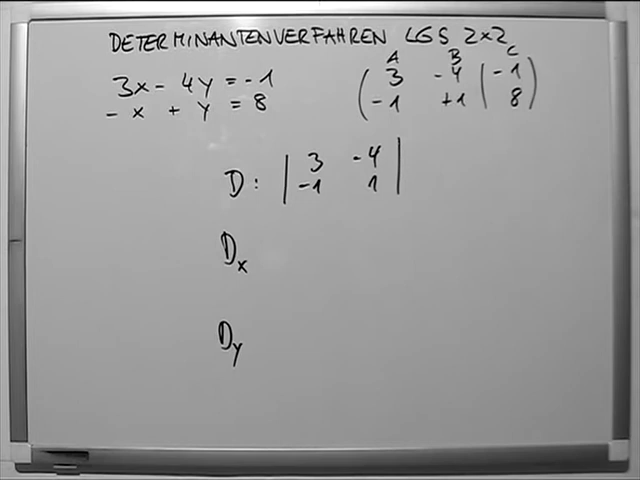 DETERMINANTENVERFAHREN LGS 2x2
A B C
3x - 4y = -1 ( 3 -4 | -1 )
- x + y = 8 ( -1 +1 | 8 )
D: | 3 -4 |
| -1 1 |
Dx
Dy